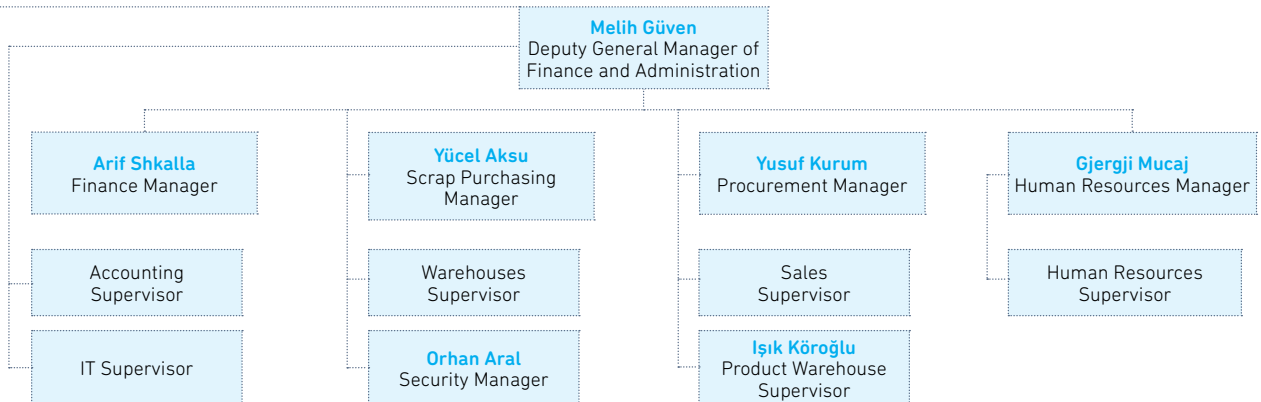 Melih Güven
Deputy General Manager of
Finance and Administration
Arif Shkalla
Finance Manager
Yücel Aksu
Scrap Purchasing
Manager
Yusuf Kurum
Procurement Manager
Gjergji Mucaj
Human Resources Manager
Accounting
Supervisor
Warehouses
Supervisor
Sales
Supervisor
Human Resources
Supervisor
IT Supervisor
Orhan Aral
Security Manager
Işık Köroğlu
Product Warehouse
Supervisor